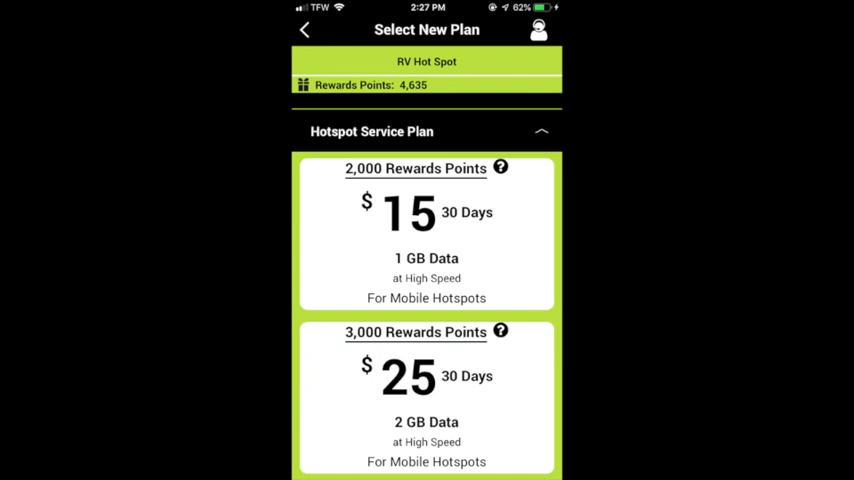 TFW 2:27 PM 62%
Select New Plan
RV Hot Spot
Rewards Points: 4,635
Hotspot Service Plan
2,000 Rewards Points ?
$ 15 30 Days
1 GB Data
at High Speed
For Mobile Hotspots
3,000 Rewards Points ?
$ 25 30 Days
2 GB Data
at High Speed
For Mobile Hotspots